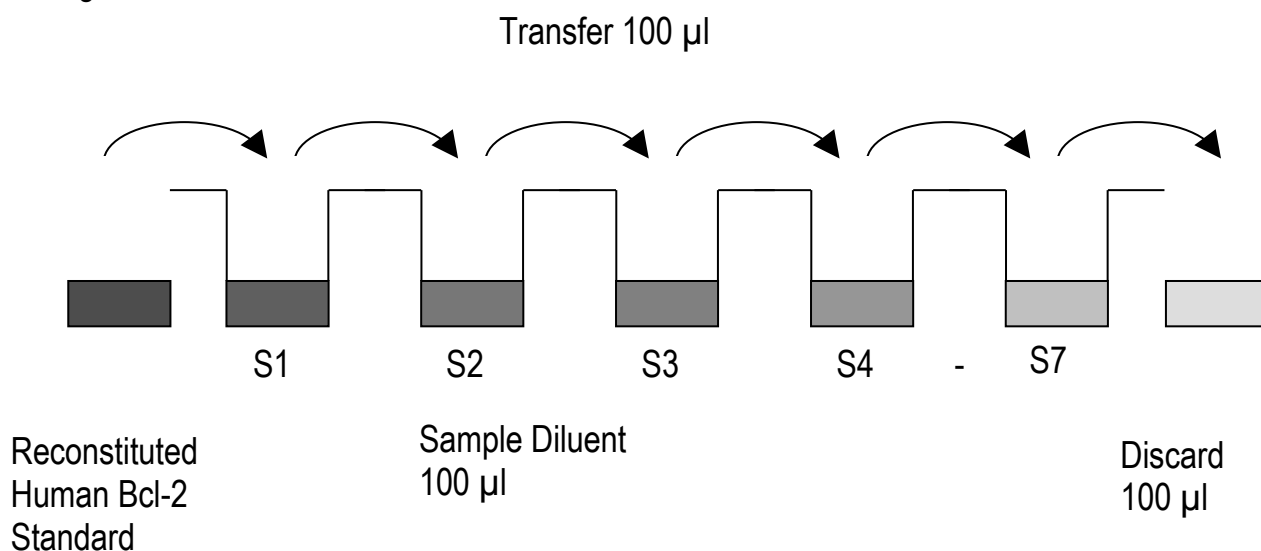 Transfer 100 µl
S1 S2 S3 S4 - S7
Reconstituted
Human Bcl-2
Standard
Sample Diluent
100 µl
Discard
100 µl